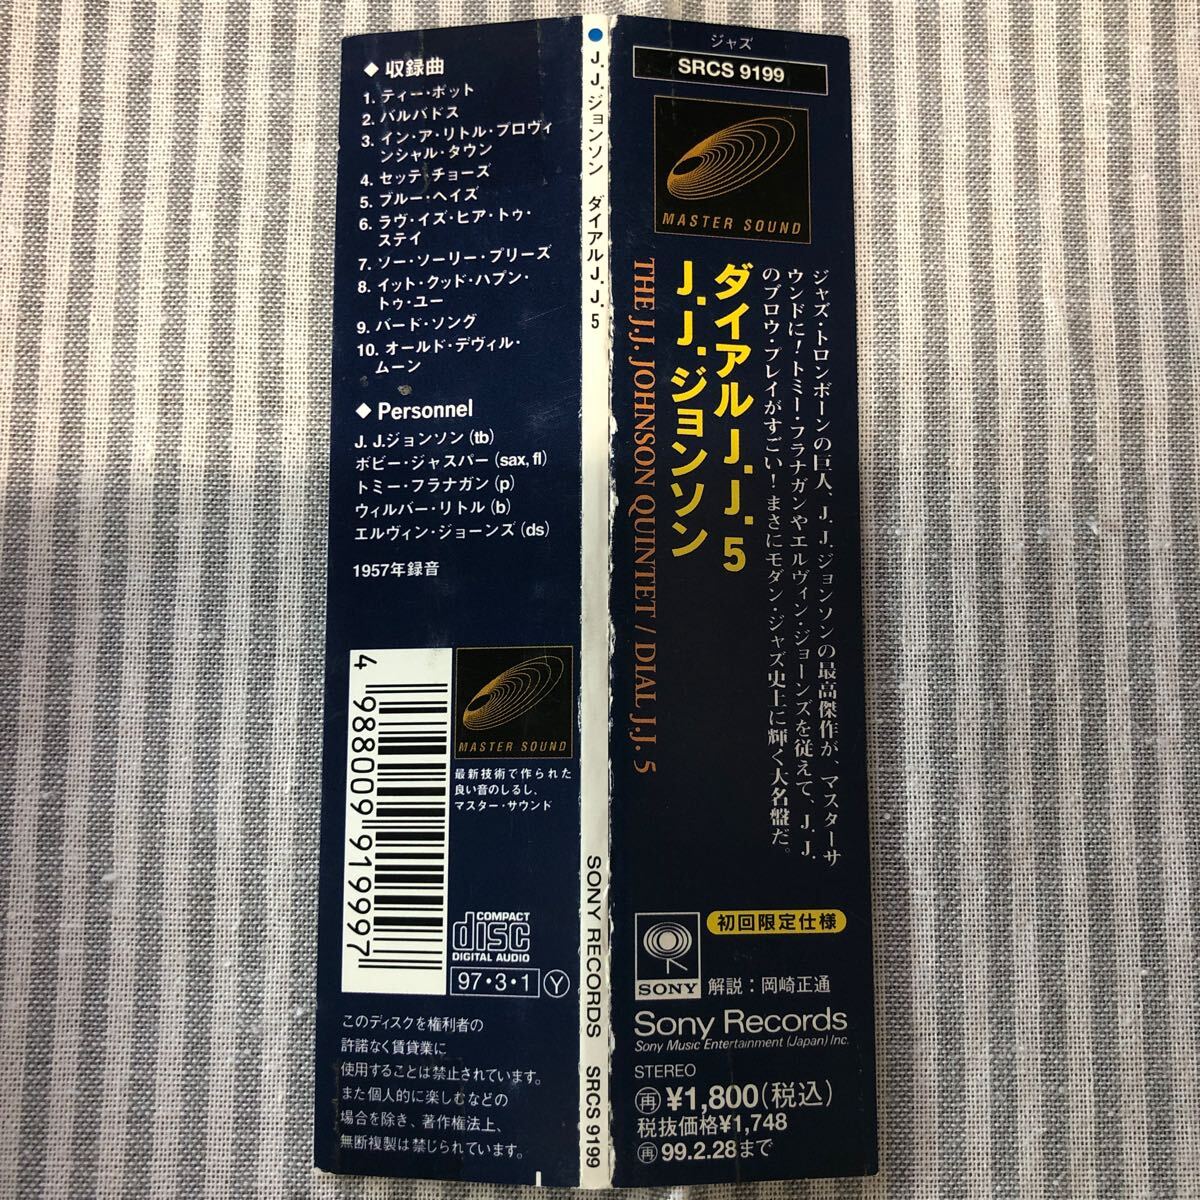 ◆ 収録曲
1. ティー・ポット
2. バルバドス
3. イン・ア・リトル・プロヴィ
ンシャル・タウン
4. セッテ・チョーズ
5. ブルー・ヘイズ
6. ラヴ・イズ・ヒア・トゥ・
ステイ
7. ソー・ソーリー・プリーズ
8. イット・クッド・ハプン・
トゥ・ユー
9. バード・ソング
10. オールド・デヴィル・
ムーン
◆ Personnel
J. J.ジョンソン (tb)
ボビー・ジャスパー (sax, fl)
トミー・フラナガン (p)
ウィルバー・リトル (b)
エルヴィン・ジョーンズ (ds)
1957年録音
4 988009 919997
MASTER SOUND
最新技術で作られた
良い音のしるし、
マスター・サウンド
COMPACT
disc
DIGITAL AUDIO
97・3・1 Y
このディスクを権利者の
許諾なく賃貸業に
使用することは禁止されています。
また個人的に楽しむなどの
場合を除き、著作権法上、
無断複製は禁じられています。
J. J. ジョンソン ダイアル J. J. 5 SONY RECORDS SRCS 9199
ジャズ
SRCS 9199
MASTER SOUND
ジャズ・トロンボーンの巨人、J. J. ジョンソンの最高傑作が、マスターサ
ウンドに！トミー・フラナガンやエルヴィン・ジョーンズを従えて、J. J.
のブロウ・プレイがすごい！まさにモダン・ジャズ史上に輝く大名盤だ。
ダイアル J. J. 5
J. J. ジョンソン
THE J.J. JOHNSON QUINTET / DIAL J.J. 5
初回限定仕様
SONY
解説：岡崎正通
Sony Records
Sony Music Entertainment (Japan) Inc.
STEREO
再 ¥1,800(税込)
税抜価格¥1,748
再 99.2.28まで